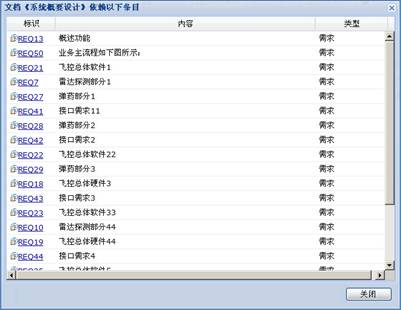 文档《系统概要设计》依赖以下条目
标识 内容 类型
REQ13 概述功能 需求
REQ50 业务主流程如下图所示: 需求
REQ21 飞控总体软件1 需求
REQ7 雷达探测部分1 需求
REQ27 弹药部分1 需求
REQ41 接口需求11 需求
REQ28 弹药部分2 需求
REQ42 接口需求2 需求
REQ22 飞控总体软件22 需求
REQ29 弹药部分3 需求
REQ18 飞控总体硬件3 需求
REQ43 接口需求3 需求
REQ23 飞控总体软件33 需求
REQ10 雷达探测部分44 需求
REQ19 飞控总体硬件44 需求
REQ44 接口需求4 需求
关闭